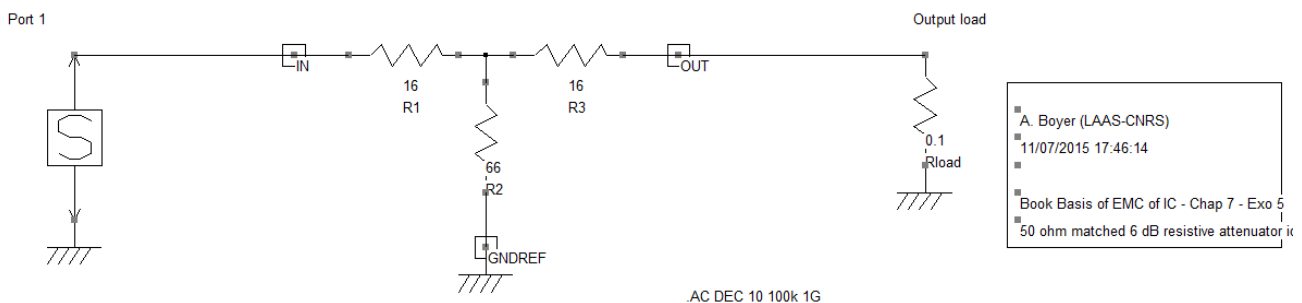 Port 1
Output load
IN
OUT
16
R1
16
R3
66
R2
0.1
Rload
GNDREF
.AC DEC 10 100k 1G
A. Boyer (LAAS-CNRS)
11/07/2015 17:46:14
Book Basis of EMC of IC - Chap 7 - Exo 5
50 ohm matched 6 dB resistive attenuator